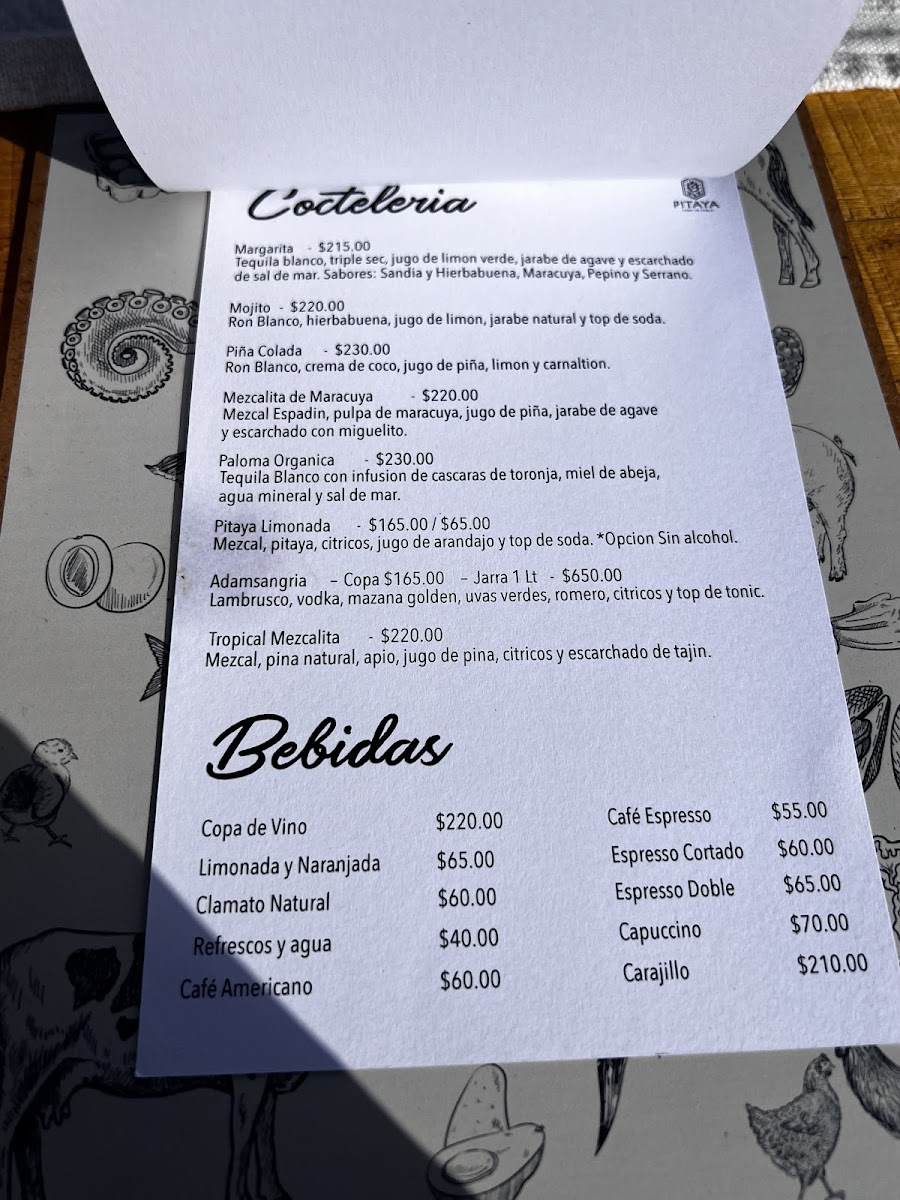 Cocteleria
PITAYA
Margarita - $215.00
Tequila blanco, triple sec, jugo de limon verde, jarabe de agave y escarchado
de sal de mar. Sabores: Sandia y Hierbabuena, Maracuya, Pepino y Serrano.
Mojito - $220.00
Ron Blanco, hierbabuena, jugo de limon, jarabe natural y top de soda.
Piña Colada - $230.00
Ron Blanco, crema de coco, jugo de piña, limon y carnaltion.
Mezcalita de Maracuya - $220.00
Mezcal Espadin, pulpa de maracuya, jugo de piña, jarabe de agave
y escarchado con miguelito.
Paloma Organica - $230.00
Tequila Blanco con infusion de cascaras de toronja, miel de abeja,
agua mineral y sal de mar.
Pitaya Limonada - $165.00 / $65.00
Mezcal, pitaya, citricos, jugo de arandajo y top de soda. *Opcion Sin alcohol.
Adamsangria – Copa $165.00 – Jarra 1 Lt - $650.00
Lambrusco, vodka, mazana golden, uvas verdes, romero, citricos y top de tonic.
Tropical Mezcalita - $220.00
Mezcal, pina natural, apio, jugo de pina, citricos y escarchado de tajin.
Bebidas
Copa de Vino $220.00
Limonada y Naranjada $65.00
Clamato Natural $60.00
Refrescos y agua $40.00
Café Americano $60.00
Café Espresso $55.00
Espresso Cortado $60.00
Espresso Doble $65.00
Capuccino $70.00
Carajillo $210.00